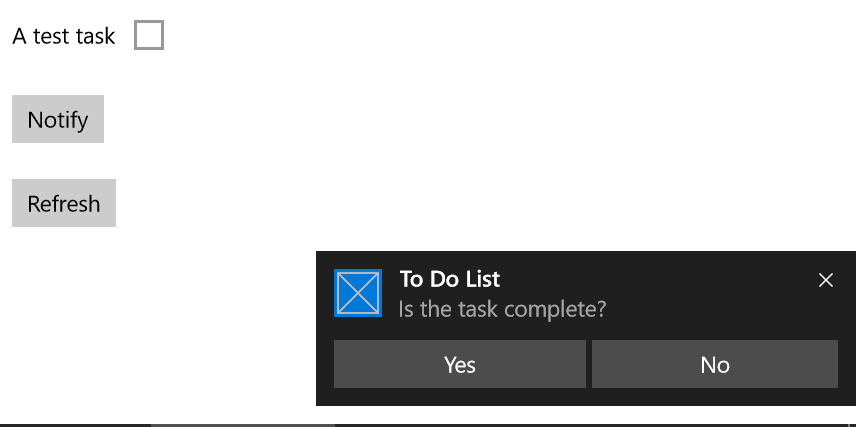 A test task
Notify
Refresh
To Do List
Is the task complete?
Yes
No